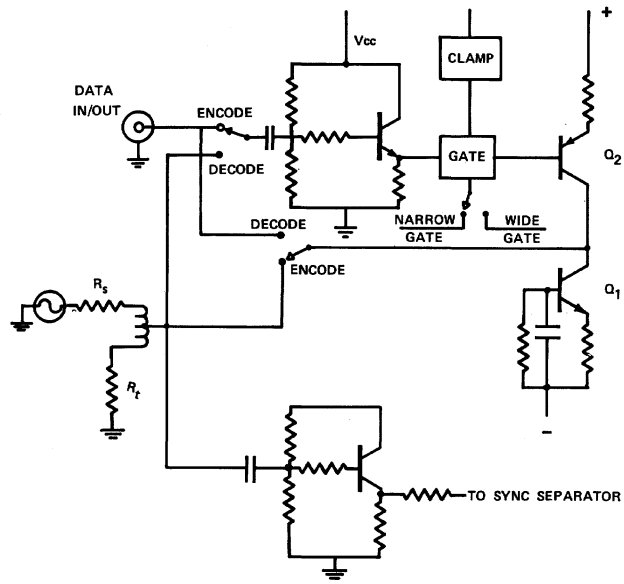 Vcc
+
CLAMP
DATA
IN/OUT
ENCODE
GATE
Q2
DECODE
NARROW
GATE
WIDE
GATE
DECODE
ENCODE
Q1
Rs
Rt
−
TO SYNC SEPARATOR